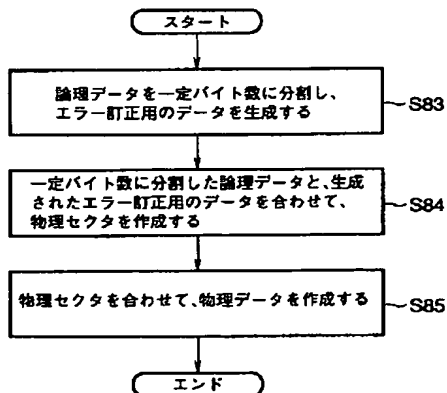 スタート
論理データを一定バイト数に分割し、
エラー訂正用のデータを生成する
S83
一定バイト数に分割した論理データと、生成
されたエラー訂正用のデータを合わせて、
物理セクタを作成する
S84
物理セクタを合わせて、物理データを作成する
S85
エンド